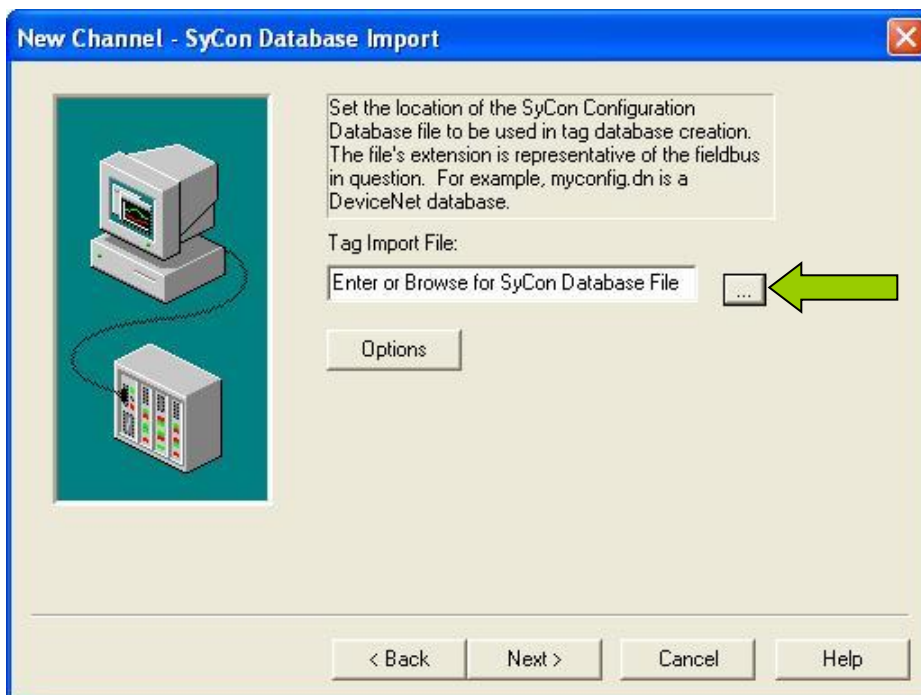 New Channel - SyCon Database Import
Set the location of the SyCon Configuration
Database file to be used in tag database creation.
The file's extension is representative of the fieldbus
in question.  For example, myconfig.dn is a
DeviceNet database.
Tag Import File:
Enter or Browse for SyCon Database File
...
Options
< Back
Next >
Cancel
Help